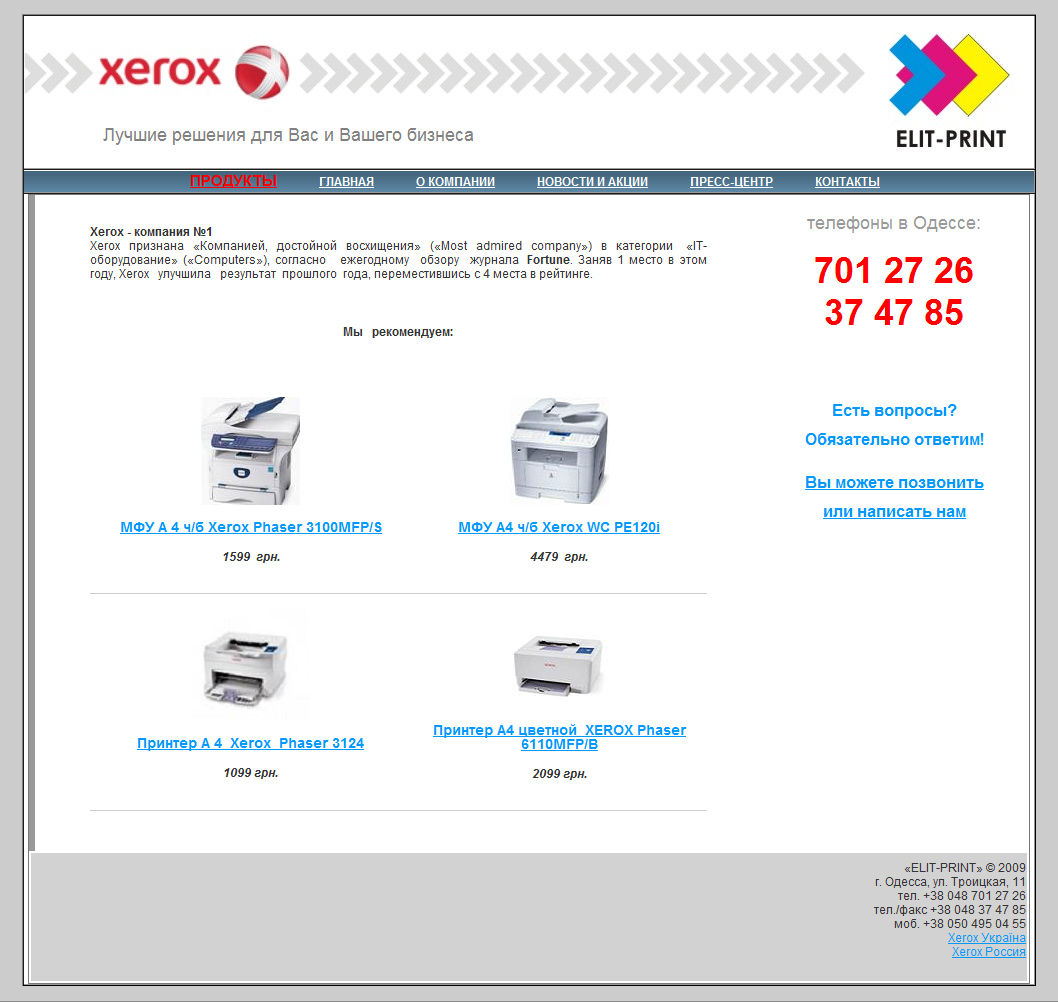 xerox
Лучшие решения для Вас и Вашего бизнеса
ELIT-PRINT
ПРОДУКТЫ ГЛАВНАЯ О КОМПАНИИ НОВОСТИ И АКЦИИ ПРЕСС-ЦЕНТР КОНТАКТЫ
Xerox - компания №1
Xerox признана «Компанией, достойной восхищения» («Most admired company») в категории «IT-
оборудование» («Computers»), согласно ежегодному обзору журнала Fortune. Заняв 1 место в этом
году, Xerox улучшила результат прошлого года, переместившись с 4 места в рейтинге.
Мы рекомендуем:
МФУ А 4 ч/б Xerox Phaser 3100MFP/S
1599 грн.
МФУ А4 ч/б Xerox WC PE120i
4479 грн.
Принтер А 4 Xerox Phaser 3124
1099 грн.
Принтер А4 цветной XEROX Phaser
6110MFP/B
2099 грн.
телефоны в Одессе:
701 27 26
37 47 85
Есть вопросы?
Обязательно ответим!
Вы можете позвонить
или написать нам
«ELIT-PRINT» © 2009
г. Одесса, ул. Троицкая, 11
тел. +38 048 701 27 26
тел./факс +38 048 37 47 85
моб. +38 050 495 04 55
Xerox Україна
Xerox Россия